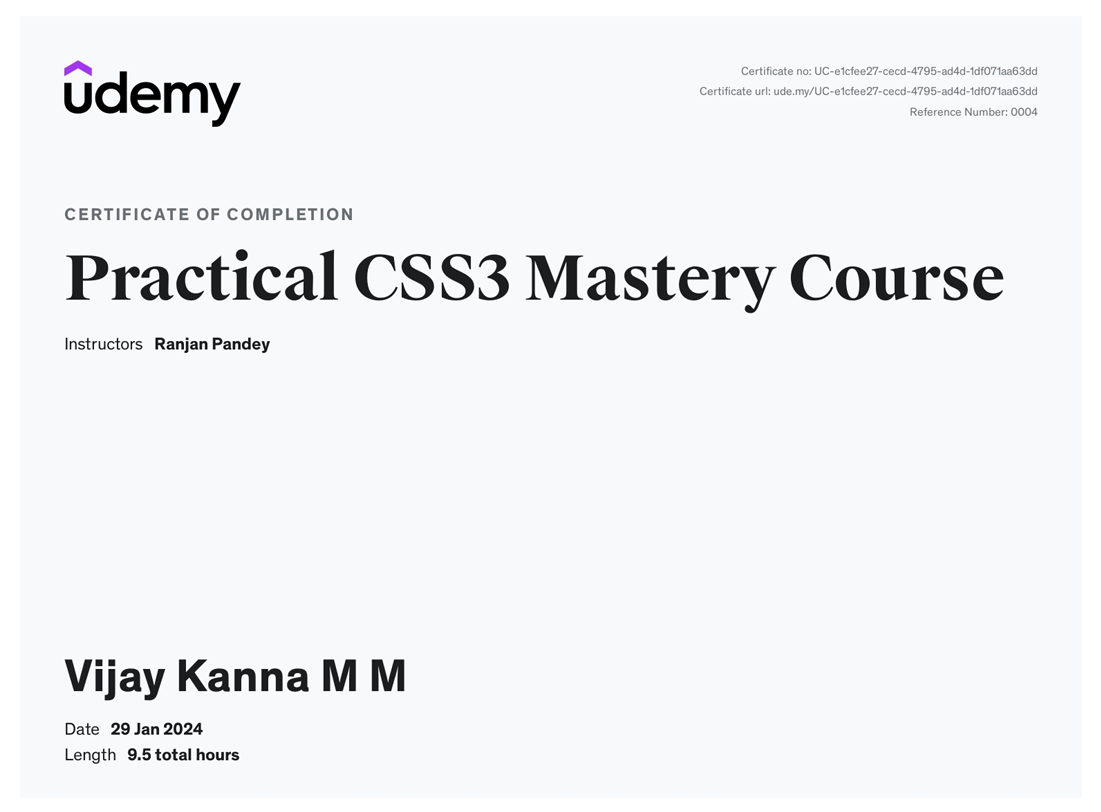 udemy
Certificate no: UC-e1cfee27-cecd-4795-ad4d-1df071aa63dd
Certificate url: ude.my/UC-e1cfee27-cecd-4795-ad4d-1df071aa63dd
Reference Number: 0004
CERTIFICATE OF COMPLETION
Practical CSS3 Mastery Course
Instructors Ranjan Pandey
Vijay Kanna M M
Date 29 Jan 2024
Length 9.5 total hours